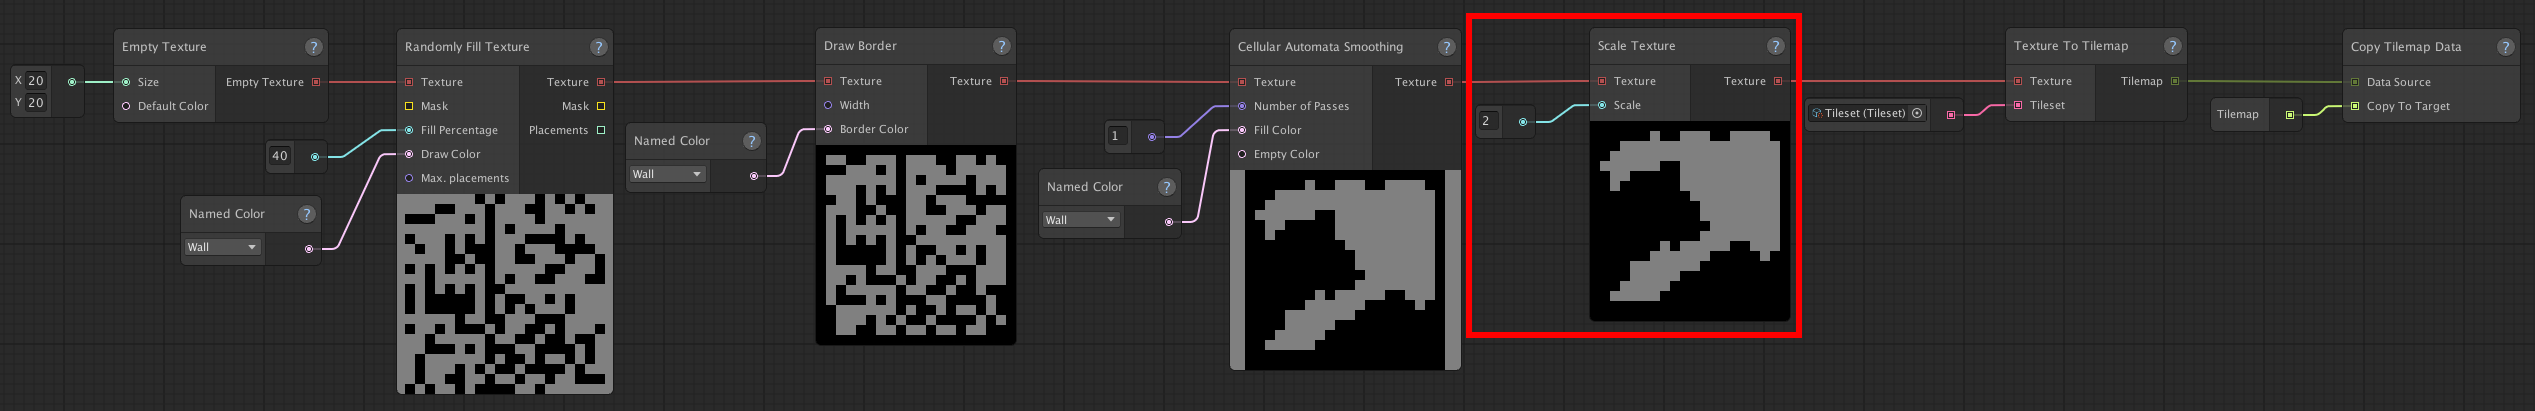 X 20
Y 20
Empty Texture ?
Size
Empty Texture
Default Color
40
Named Color ?
Wall
Randomly Fill Texture ?
Texture
Texture
Mask
Mask
Fill Percentage
Placements
Draw Color
Max. placements
Named Color ?
Wall
Draw Border ?
Texture
Texture
Width
Border Color
1
Named Color ?
Wall
Cellular Automata Smoothing ?
Texture
Texture
Number of Passes
Fill Color
Empty Color
2
Scale Texture ?
Texture
Texture
Scale
Tileset (Tileset)
Texture To Tilemap ?
Texture
Tilemap
Tileset
Tilemap
Copy Tilemap Data ?
Data Source
Copy To Target